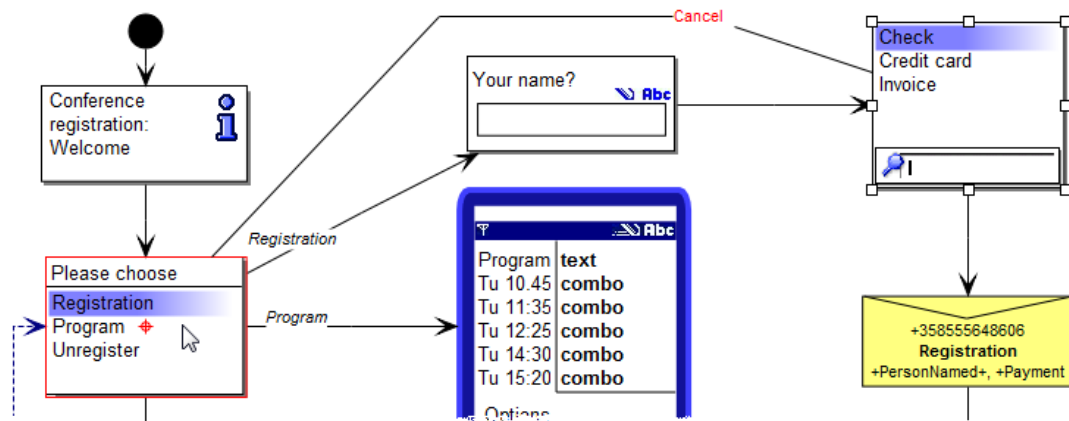 Cancel
Check
Credit card
Invoice
Your name?
Abc
Conference
registration:
Welcome
Registration
Abc
Please choose
Registration
Program
Unregister
Program
Program text
Tu 10.45 combo
Tu 11:35 combo
Tu 12:25 combo
Tu 14:30 combo
Tu 15:20 combo
Options
+358555648606
Registration
+PersonNamed+, +Payment